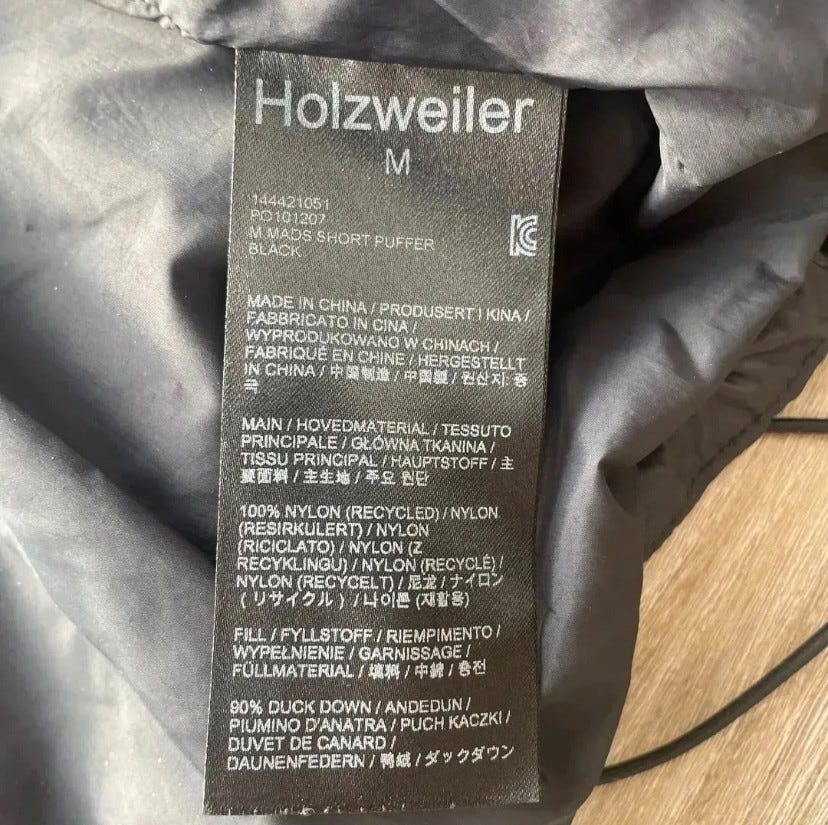 Holzweiler
M
144421051
PO101207
M MADS SHORT PUFFER
BLACK
MADE IN CHINA / PRODUSERT I KINA /
FABBRICATO IN CINA /
WYPRODUKOWANO W CHINACH /
FABRIQUÉ EN CHINE / HERGESTELLT
IN CHINA / 中国制造 / 中国製 / 원산지: 중
국
MAIN / HOVEDMATERIAL / TESSUTO
PRINCIPALE / GŁÓWNA TKANINA /
TISSU PRINCIPAL / HAUPTSTOFF / 主
要面料 / 主生地 / 주요 원단
100% NYLON (RECYCLED) / NYLON
(RESIRKULERT) / NYLON
(RICICLATO) / NYLON (Z
RECYKLINGU) / NYLON (RECYCLÉ) /
NYLON (RECYCELT) / 尼龙 / ナイロン
(リサイクル) / 나이론 (재활용)
FILL / FYLLSTOFF / RIEMPIMENTO /
WYPEŁNIENIE / GARNISSAGE /
FÜLLMATERIAL / 填料 / 中綿 / 충전
90% DUCK DOWN / ANDEDUN /
PIUMINO D'ANATRA / PUCH KACZKI /
DUVET DE CANARD /
DAUNENFEDERN / 鸭绒 / ダックダウン